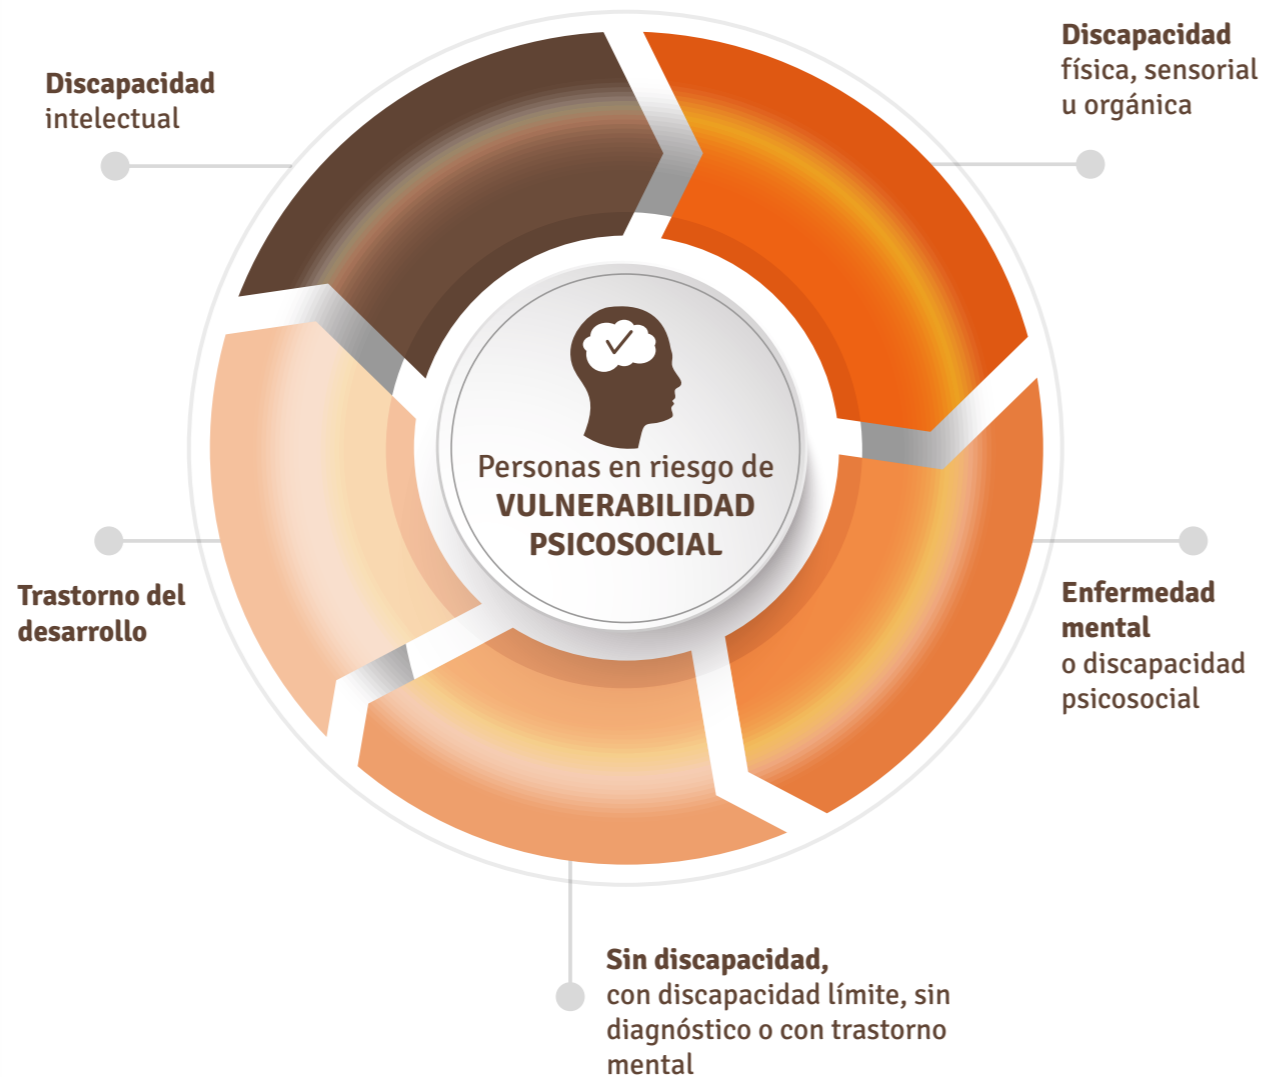 Discapacidad
intelectual
Discapacidad
física, sensorial
u orgánica
Personas en riesgo de
VULNERABILIDAD
PSICOSOCIAL
Trastorno del
desarrollo
Enfermedad
mental
o discapacidad
psicosocial
Sin discapacidad,
con discapacidad límite, sin
diagnóstico o con trastorno
mental